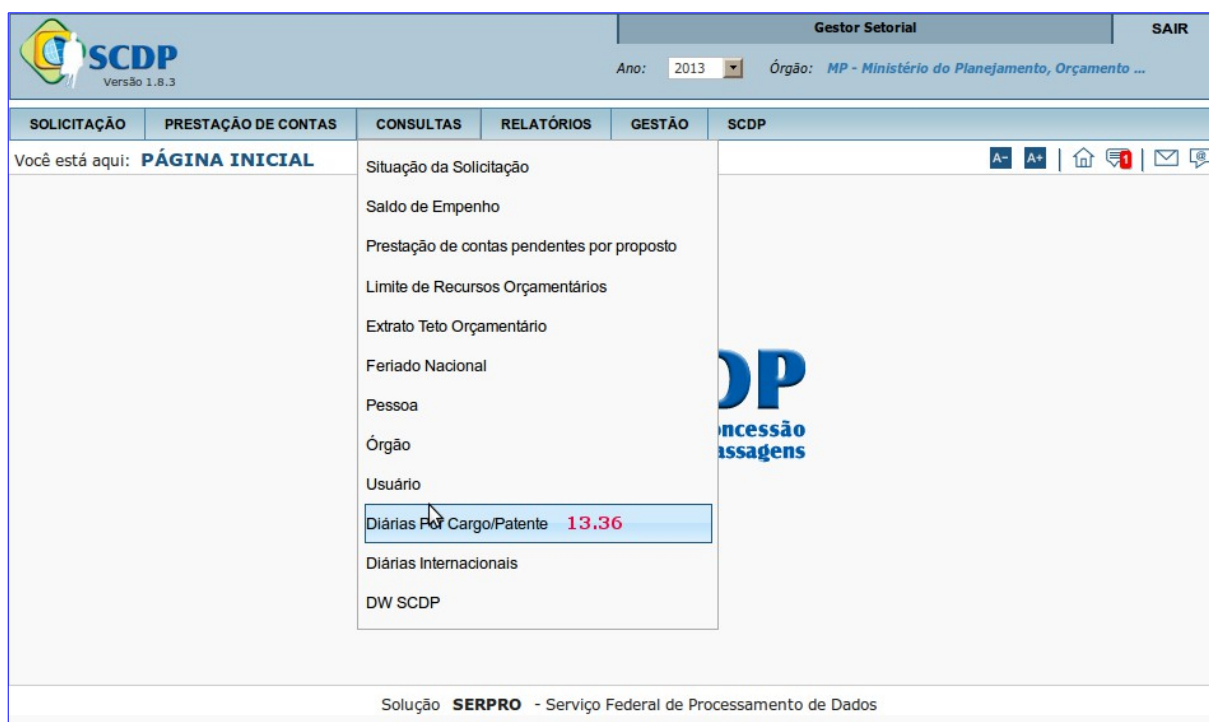 Gestor Setorial
SAIR
SCDP
Versão 1.8.3
Ano: 2013 Órgão: MP - Ministério do Planejamento, Orçamento ...
SOLICITAÇÃO PRESTAÇÃO DE CONTAS CONSULTAS RELATÓRIOS GESTÃO SCDP
Você está aqui: PÁGINA INICIAL
A- A+ 1
Situação da Solicitação
Saldo de Empenho
Prestação de contas pendentes por proposto
Limite de Recursos Orçamentários
Extrato Teto Orçamentário
Feriado Nacional
Pessoa
Órgão
Usuário
Diárias Por Cargo/Patente 13.36
Diárias Internacionais
DW SCDP
DP
ncessão
assagens
Solução SERPRO - Serviço Federal de Processamento de Dados